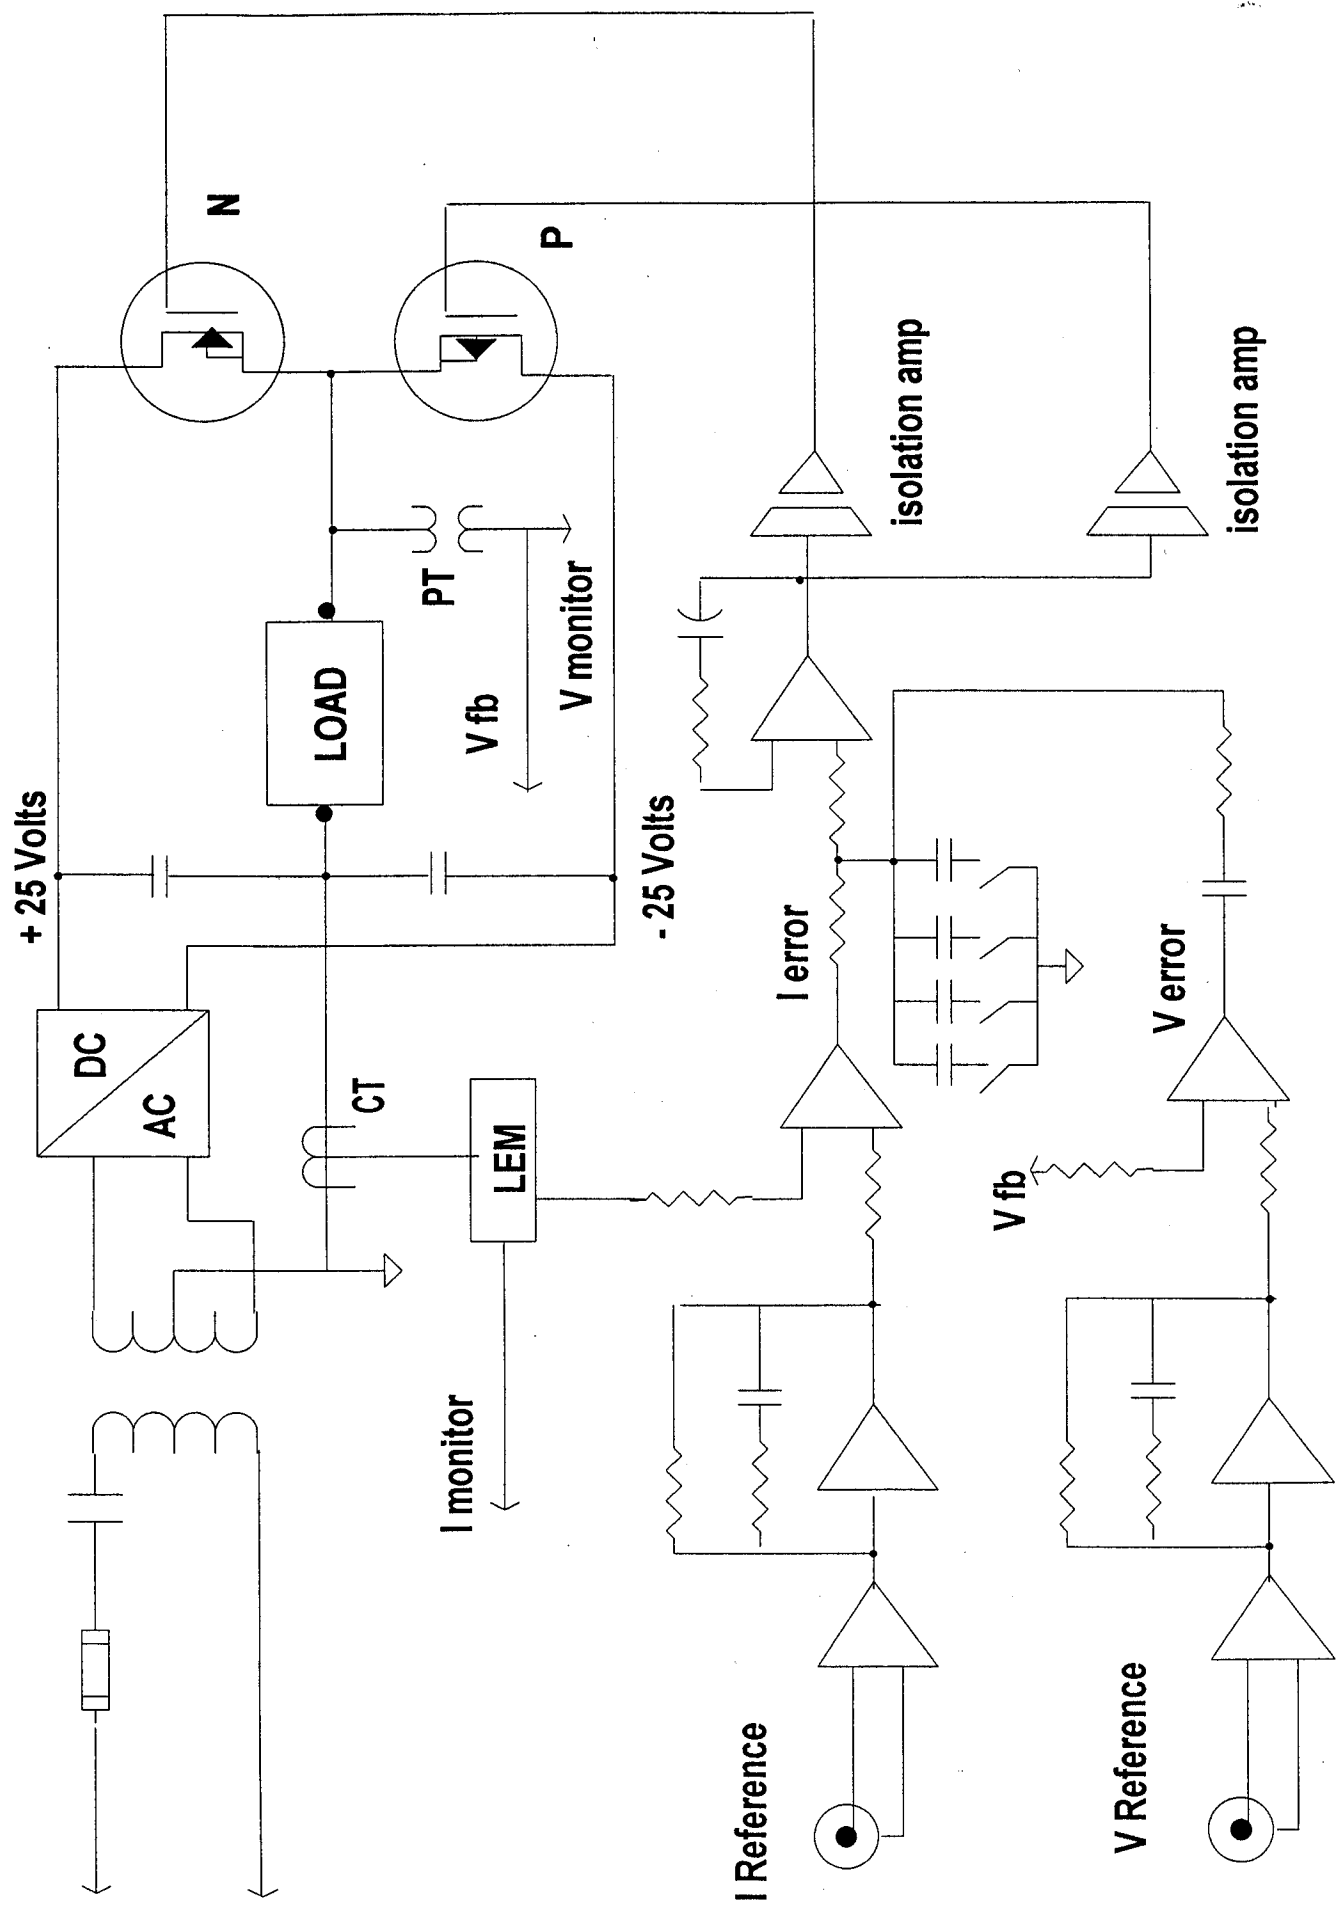 + 25 Volts
DC
AC
CT
LOAD
N
P
PT
V fb
V monitor
- 25 Volts
LEM
I monitor
I error
isolation amp
isolation amp
V error
V fb
I Reference
V Reference